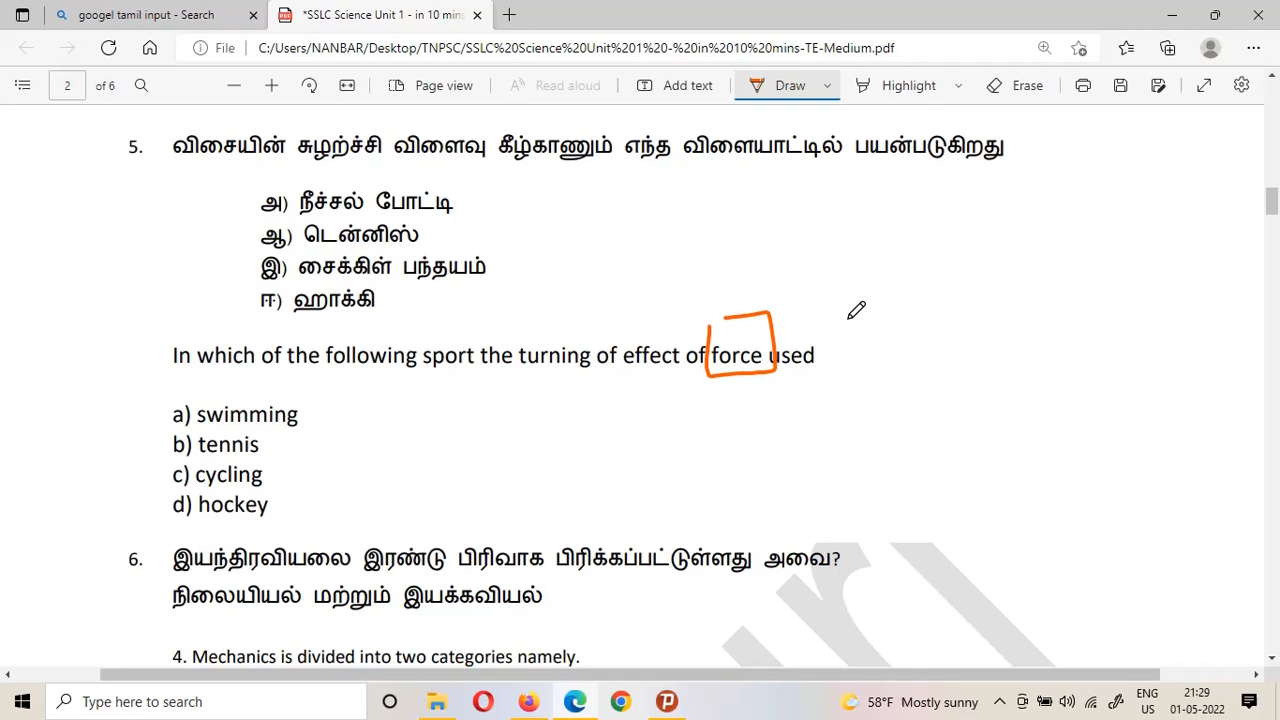 gogel tamil input - Search
*SSLC Science Unit 1 - in 10 mins
File
C:/Users/NANBAR/Desktop/TNPSC/SSLC%20Science%20Unit%201%20-%20in%2010%20mins-TE-Medium.pdf
2 of 6
Page view
Read aloud
Add text
Draw
Highlight
Erase
5. விசையின் சுழற்ச்சி விளைவு கீழ்காணும் எந்த விளையாட்டில் பயன்படுகிறது
அ) நீச்சல் போட்டி
ஆ) டென்னிஸ்
இ) சைக்கிள் பந்தயம்
ஈ) ஹாக்கி
In which of the following sport the turning of effect of force used
a) swimming
b) tennis
c) cycling
d) hockey
6. இயந்திரவியலை இரண்டு பிரிவாக பிரிக்கப்பட்டுள்ளது அவை?
நிலையியல் மற்றும் இயக்கவியல்
4. Mechanics is divided into two categories namely.
Type here to search
58°F Mostly sunny
ENG
US
21:29
01-05-2022